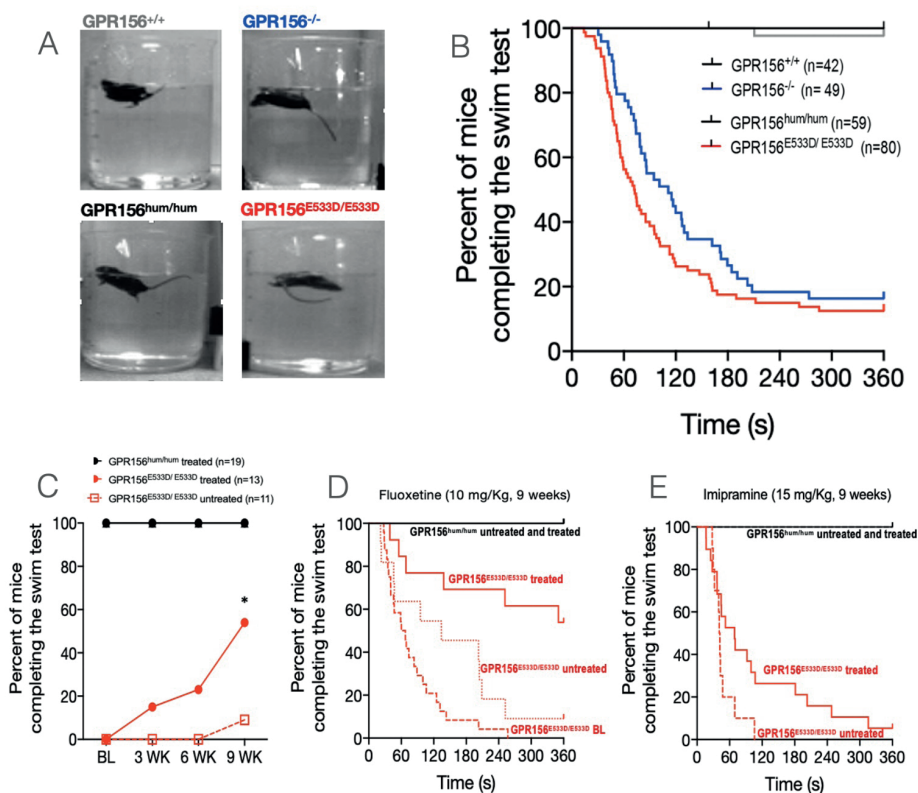 A
GPR156+/+
GPR156-/-
GPR156hum/hum
GPR156E533D/E533D
B
Percent of mice
completing the swim test
100
80
60
40
20
0
0 60 120 180 240 300 360
Time (s)
GPR156+/+ (n=42)
GPR156-/- (n= 49)
GPR156hum/hum (n=59)
GPR156E533D/ E533D (n=80)
C
GPR156hum/hum treated (n=19)
GPR156E533D/ E533D treated (n=13)
GPR156E533D/ E533D untreated (n=11)
Percent of mice
completing the swim test
100
80
60
40
20
0
*
BL 3 WK 6 WK 9 WK
D
Fluoxetine (10 mg/Kg, 9 weeks)
Percent of mice
completing the swim test
100
80
60
40
20
0
GPR156hum/hum untreated and treated
GPR156E533D/E533D treated
GPR156E533D/E533D untreated
GPR156E533D/E533D BL
0 60 120 180 240 300 360
Time (s)
E
Imipramine (15 mg/Kg, 9 weeks)
Percent of mice
completing the swim test
100
80
60
40
20
0
GPR156hum/hum untreated and treated
GPR156E533D/E533D treated
GPR156E533D/E533D untreated
0 60 120 180 240 300 360
Time (s)